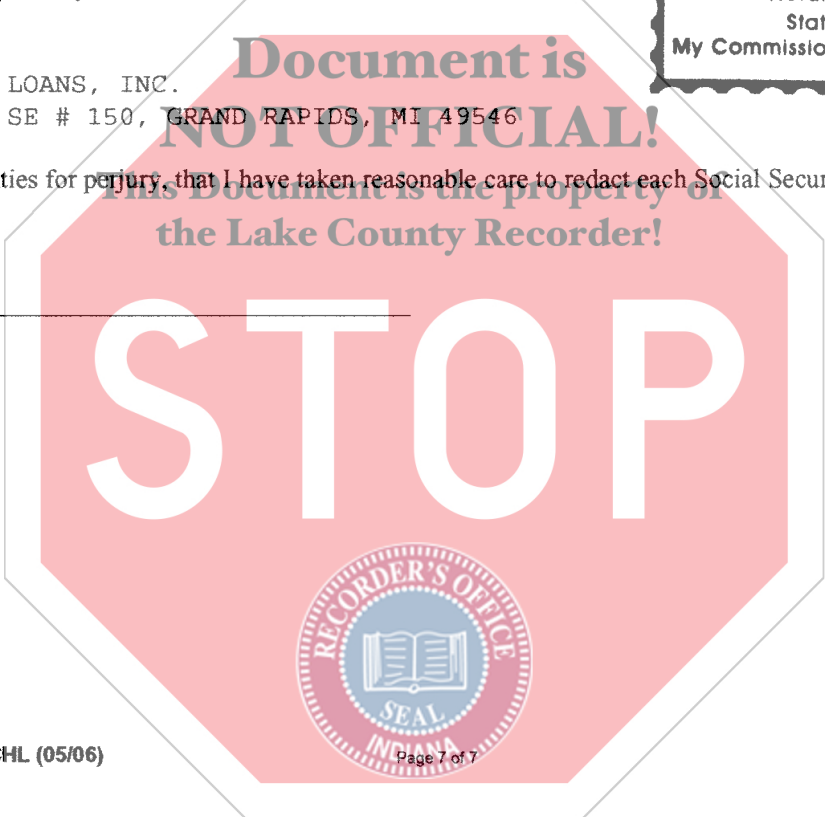 Stat
My Commissio
Document is
LOANS, INC.
NOT OFFICIAL!
SE # 150, GRAND RAPIDS, MI 49546
This Document is the property of
ties for perjury, that I have taken reasonable care to redact each Social Secur
the Lake County Recorder!
STOP
RECORDER'S OFFICE
SEAL
INDIANA
HL (05/06)
Page 7 of 7